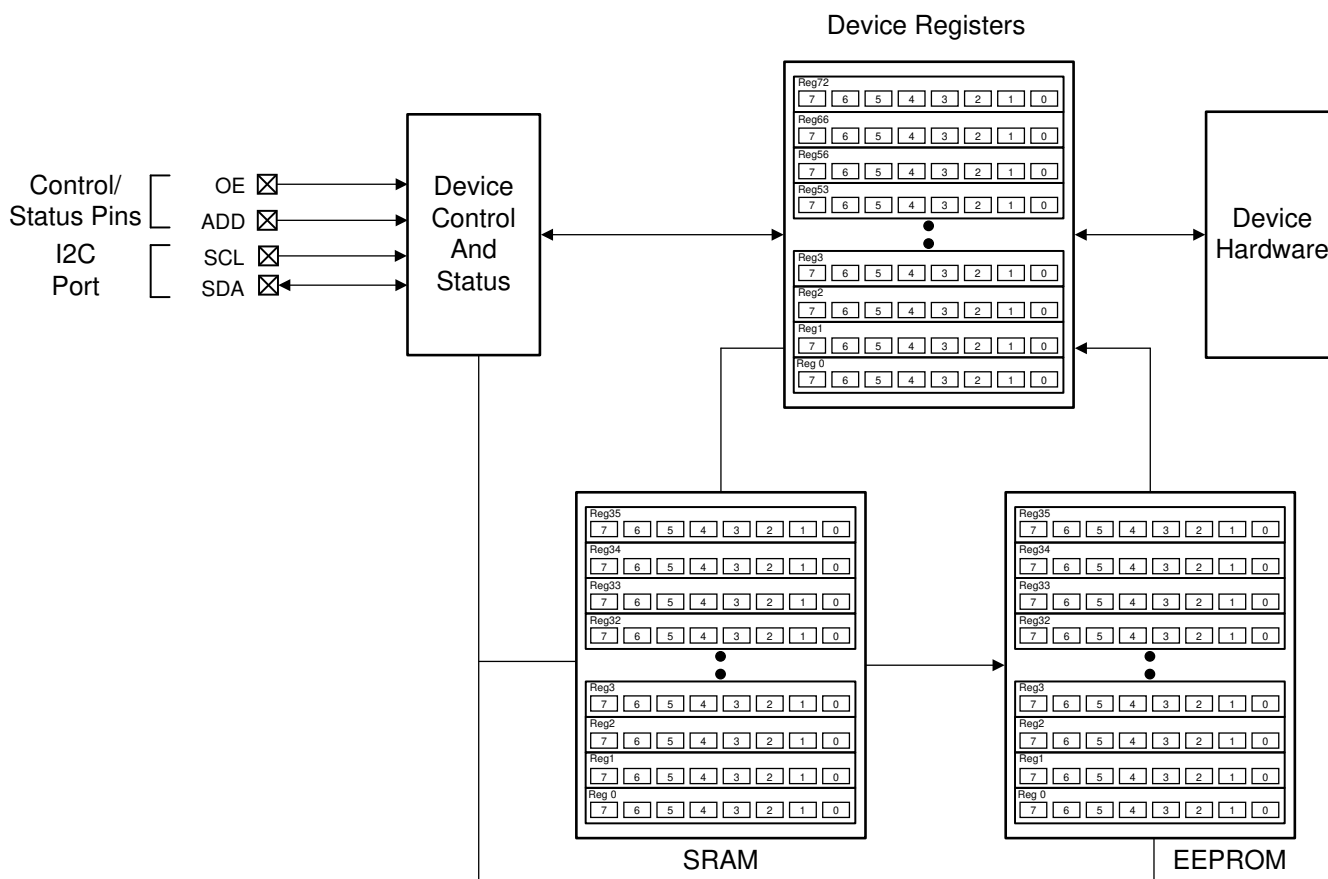 Device Registers
Reg72
7 6 5 4 3 2 1 0
Reg66
7 6 5 4 3 2 1 0
Reg56
7 6 5 4 3 2 1 0
Reg53
7 6 5 4 3 2 1 0
Reg3
7 6 5 4 3 2 1 0
Reg2
7 6 5 4 3 2 1 0
Reg1
7 6 5 4 3 2 1 0
Reg 0
7 6 5 4 3 2 1 0
Control/
Status Pins
I2C
Port
OE
ADD
SCL
SDA
Device
Control
And
Status
Device
Hardware
Reg35
7 6 5 4 3 2 1 0
Reg34
7 6 5 4 3 2 1 0
Reg33
7 6 5 4 3 2 1 0
Reg32
7 6 5 4 3 2 1 0
Reg3
7 6 5 4 3 2 1 0
Reg2
7 6 5 4 3 2 1 0
Reg1
7 6 5 4 3 2 1 0
Reg 0
7 6 5 4 3 2 1 0
SRAM
Reg35
7 6 5 4 3 2 1 0
Reg34
7 6 5 4 3 2 1 0
Reg33
7 6 5 4 3 2 1 0
Reg32
7 6 5 4 3 2 1 0
Reg3
7 6 5 4 3 2 1 0
Reg2
7 6 5 4 3 2 1 0
Reg1
7 6 5 4 3 2 1 0
Reg 0
7 6 5 4 3 2 1 0
EEPROM